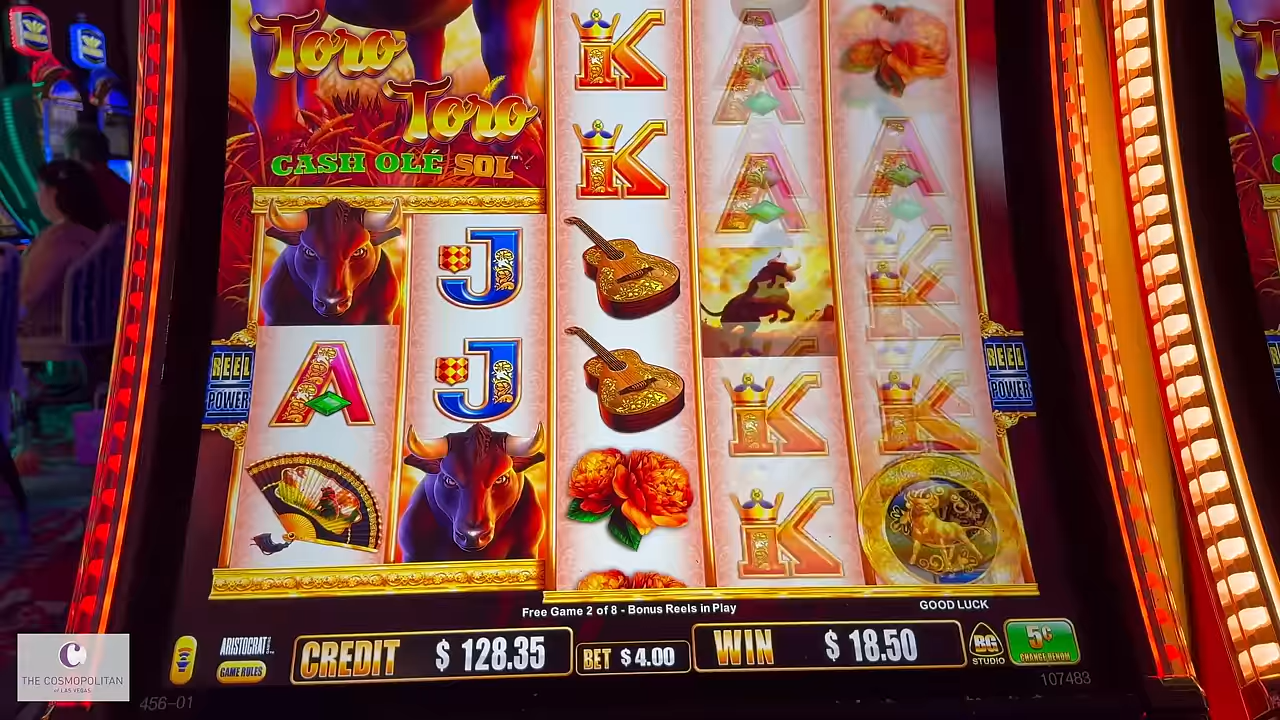 Toro
Toro
CASH OLÉ SOL™
K
K
A
A
A
J
K
REEL
POWER
REEL
POWER
A
J
K
K
K
Free Game 2 of 8 - Bonus Reels in Play
GOOD LUCK
ARISTOCRAT
GAME RULES
CREDIT $ 128.35
BET $4.00
WIN $ 18.50
BG
STUDIO
5¢
CHANGE DENOM
107483
456-01
C
THE COSMOPOLITAN
of LAS VEGAS